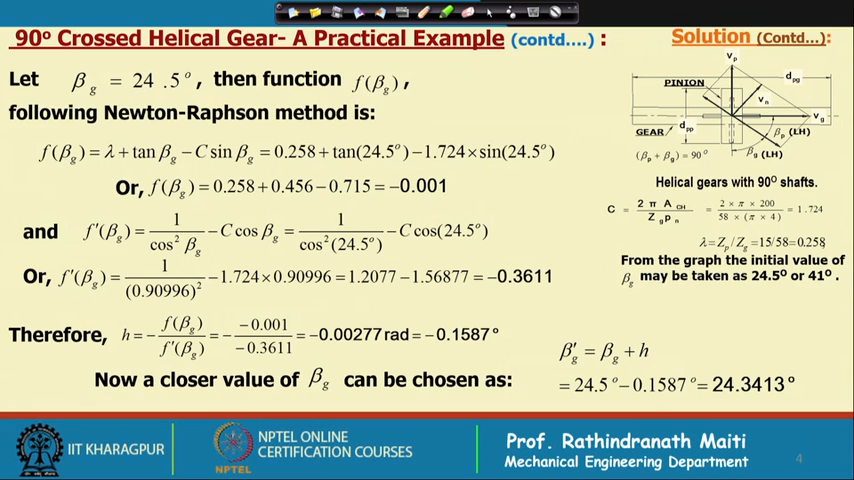 90º Crossed Helical Gear- A Practical Example (contd....) :
Solution (Contd...):
Let β_g = 24 .5°, then function f(β_g),
following Newton-Raphson method is:
f(β_g) = λ + tan β_g − C sin β_g = 0.258 + tan(24.5°) − 1.724 × sin(24.5°)
Or, f(β_g) = 0.258 + 0.456 − 0.715 = −0.001
and f′(β_g) = 1/cos² β_g − C cos β_g = 1/cos²(24.5°) − C cos(24.5°)
Or, f′(β_g) = 1/(0.90996)² − 1.724 × 0.90996 = 1.2077 − 1.56877 = −0.3611
Therefore, h = − f(β_g)/f′(β_g) = − −0.001/−0.3611 = −0.00277 rad = −0.1587°
Now a closer value of β_g can be chosen as:
β′_g = β_g + h
= 24.5° − 0.1587° = 24.3413°
V_p
PINION
d_pg
V_n
V_g
d_pp
GEAR
β_p (LH)
(β_p + β_g) = 90°
β_g (LH)
Helical gears with 90º shafts.
C = 2 π A_CH / Z_g p_n = 2 × π × 200 / 58 × (π × 4) = 1.724
λ = Z_p / Z_g = 15/58 = 0.258
From the graph the initial value of
β_g may be taken as 24.5º or 41º .
IIT KHARAGPUR
NPTEL
NPTEL ONLINE
CERTIFICATION COURSES
Prof. Rathindranath Maiti
Mechanical Engineering Department
4